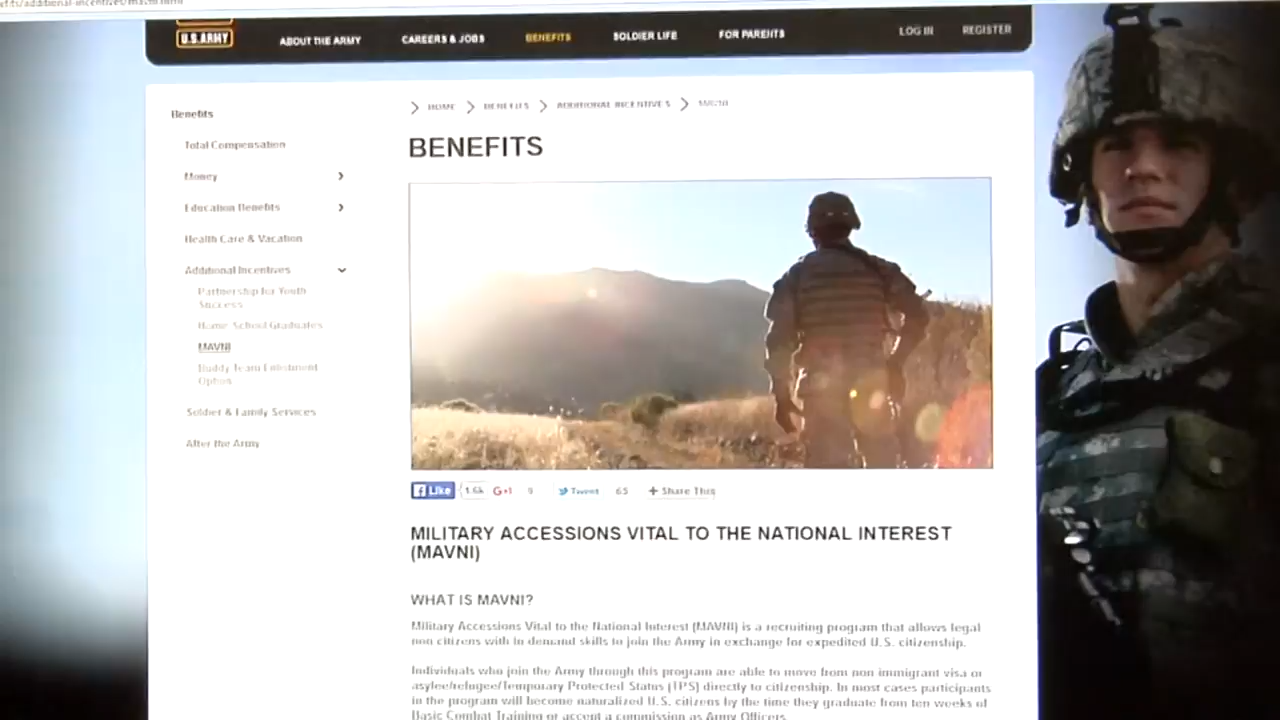 U.S.ARMY
ABOUT THE ARMY CAREERS & JOBS BENEFITS SOLDIER LIFE FOR PARENTS LOG IN REGISTER
HOME BENEFITS ADDITIONAL INCENTIVES MAVNI
Benefits
Total Compensation
Money
Education Benefits
Health Care & Vacation
Additional Incentives
Partnership for Youth
Success
Home School Graduates
MAVNI
Buddy Team Enlistment
Option
Soldier & Family Services
After the Army
BENEFITS
Like 1.6k G+1 9 Tweet 65 Share This
MILITARY ACCESSIONS VITAL TO THE NATIONAL INTEREST
(MAVNI)
WHAT IS MAVNI?
Military Accessions Vital to the National Interest (MAVNI) is a recruiting program that allows legal
non citizens with in demand skills to join the Army in exchange for expedited U.S. citizenship.
Individuals who join the Army through this program are able to move from non immigrant visa or
asylee/refugee/Temporary Protected Status (TPS) directly to citizenship. In most cases participants
in the program will become naturalized U.S. citizens by the time they graduate from ten weeks of
Basic Combat Training or accept a commission as Army Officers.